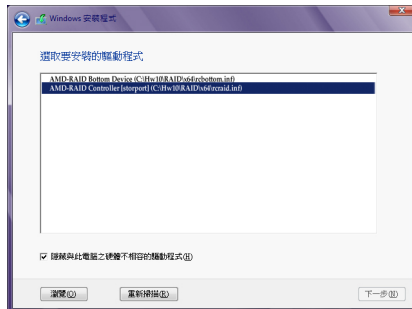 Windows 安裝程式
選取要安裝的驅動程式
AMD-RAID Bottom Device (C:\Hw10\RAID\x64\rcbottom.inf)
AMD-RAID Controller [storport] (C:\Hw10\RAID\x64\rcraid.inf)
隱藏與此電腦之硬體不相容的驅動程式(H)
瀏覽(O) 重新掃描(E) 下一步(N)